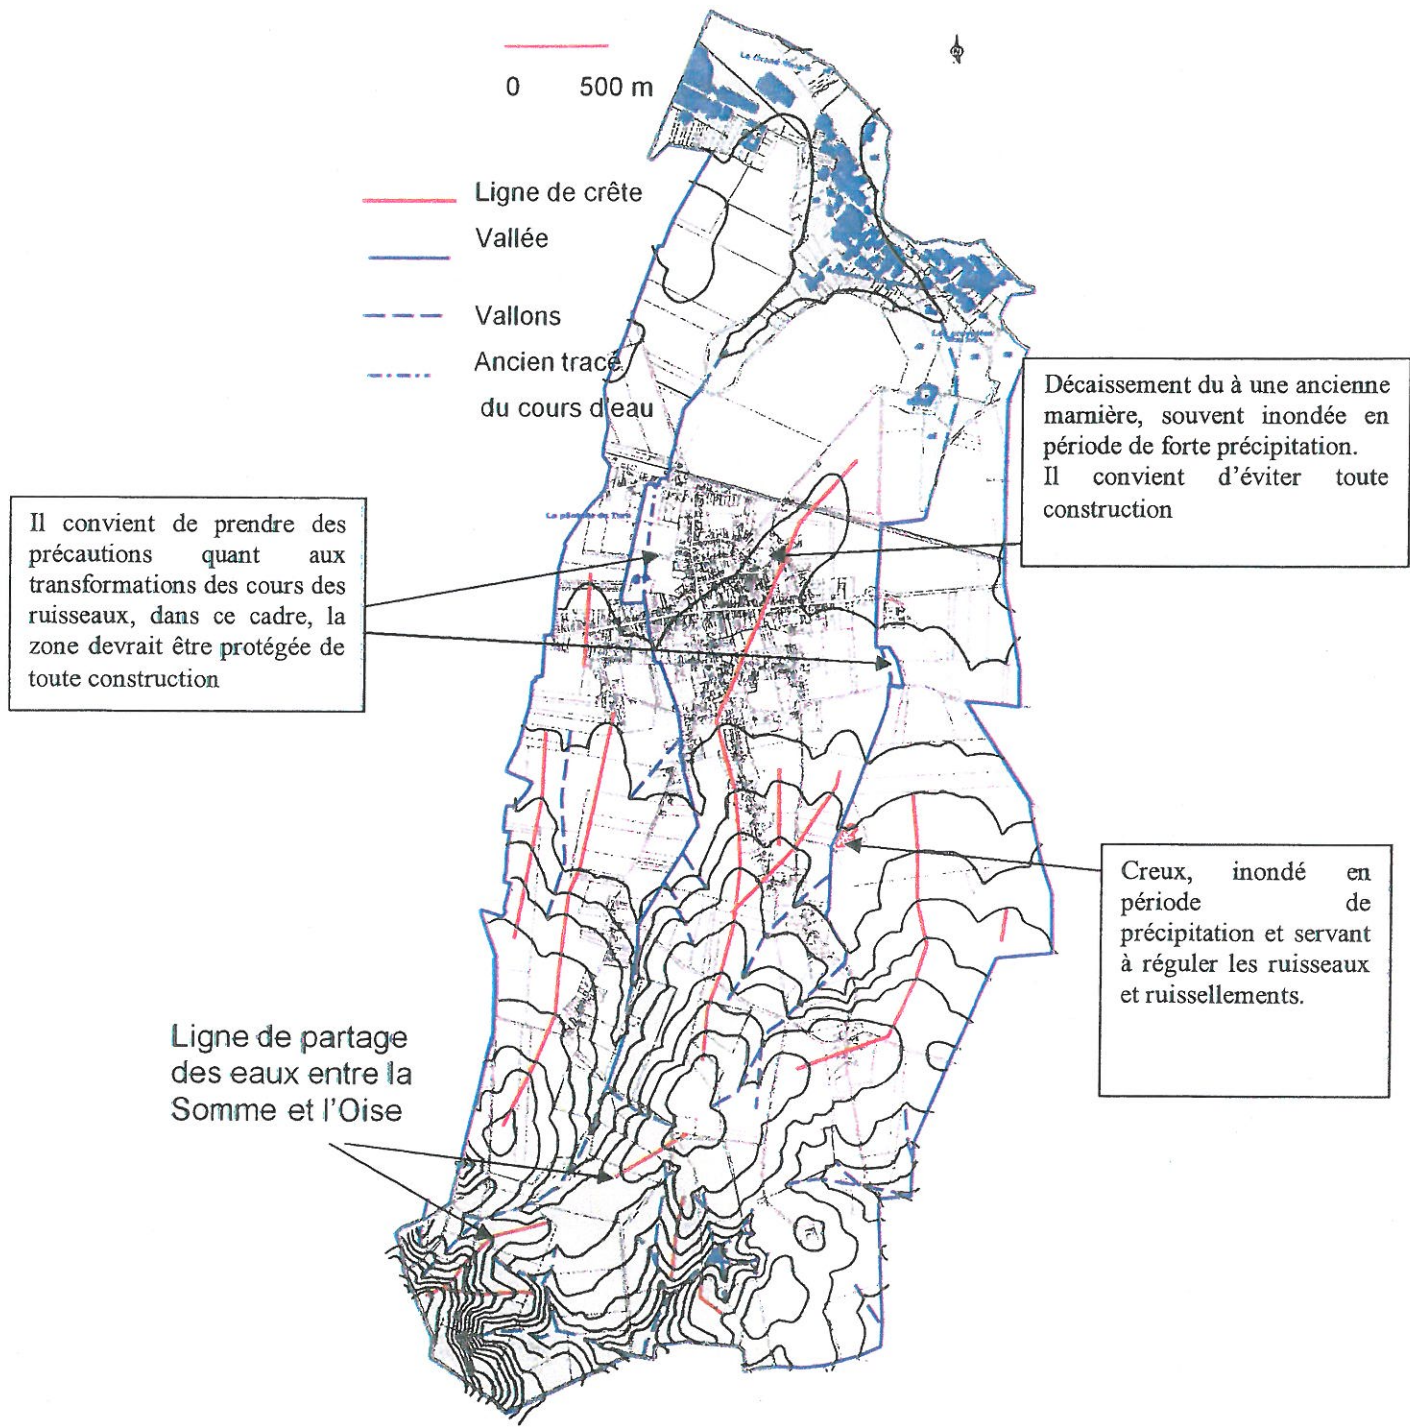 0 500 m
Ligne de crête
Vallée
Vallons
Ancien tracé
du cours d'eau
Décaissement du à une ancienne
marnière, souvent inondée en
période de forte précipitation.
Il convient d'éviter toute
construction
Il convient de prendre des
précautions quant aux
transformations des cours des
ruisseaux, dans ce cadre, la
zone devrait être protégée de
toute construction
Creux, inondé en
période de
précipitation et servant
à réguler les ruisseaux
et ruissellements.
Ligne de partage
des eaux entre la
Somme et l'Oise